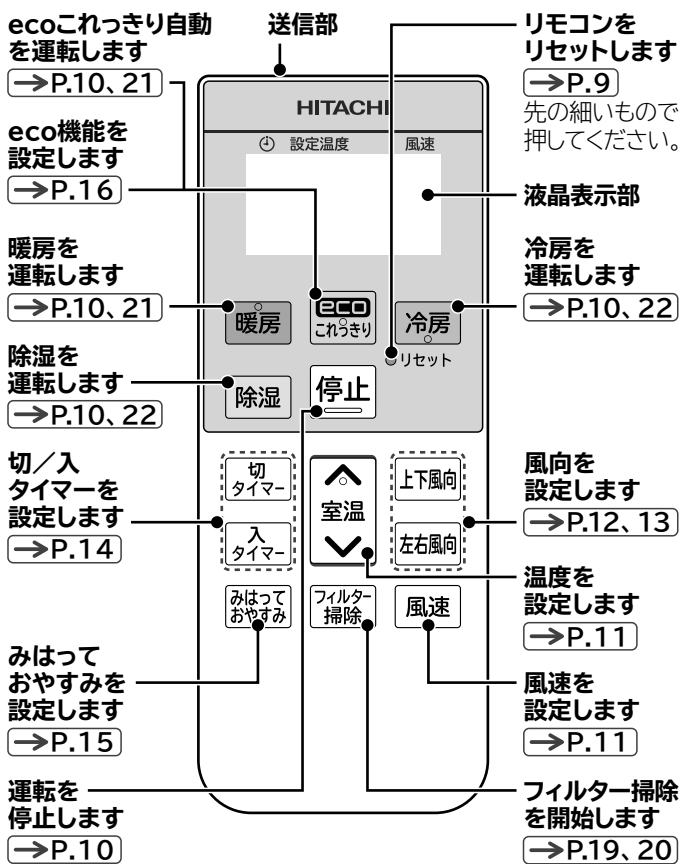 ecoこれっきり自動
を運転します
→P.10、21
eco機能を
設定します
→P.16
暖房を
運転します
→P.10、21
除湿を
運転します
→P.10、22
切／入
タイマーを
設定します
→P.14
みはって
おやすみを
設定します
→P.15
運転を
停止します
→P.10
送信部
HITACHI
設定温度 風速
暖房
eco
これっきり
冷房
リセット
除湿
停止
切
タイマー
室温
上下風向
入
タイマー
左右風向
みはって
おやすみ
フィルター
掃除
風速
リモコンを
リセットします
→P.9
先の細いもので
押してください。
液晶表示部
冷房を
運転します
→P.10、22
風向を
設定します
→P.12、13
温度を
設定します
→P.11
風速を
設定します
→P.11
フィルター掃除
を開始します
→P.19、20